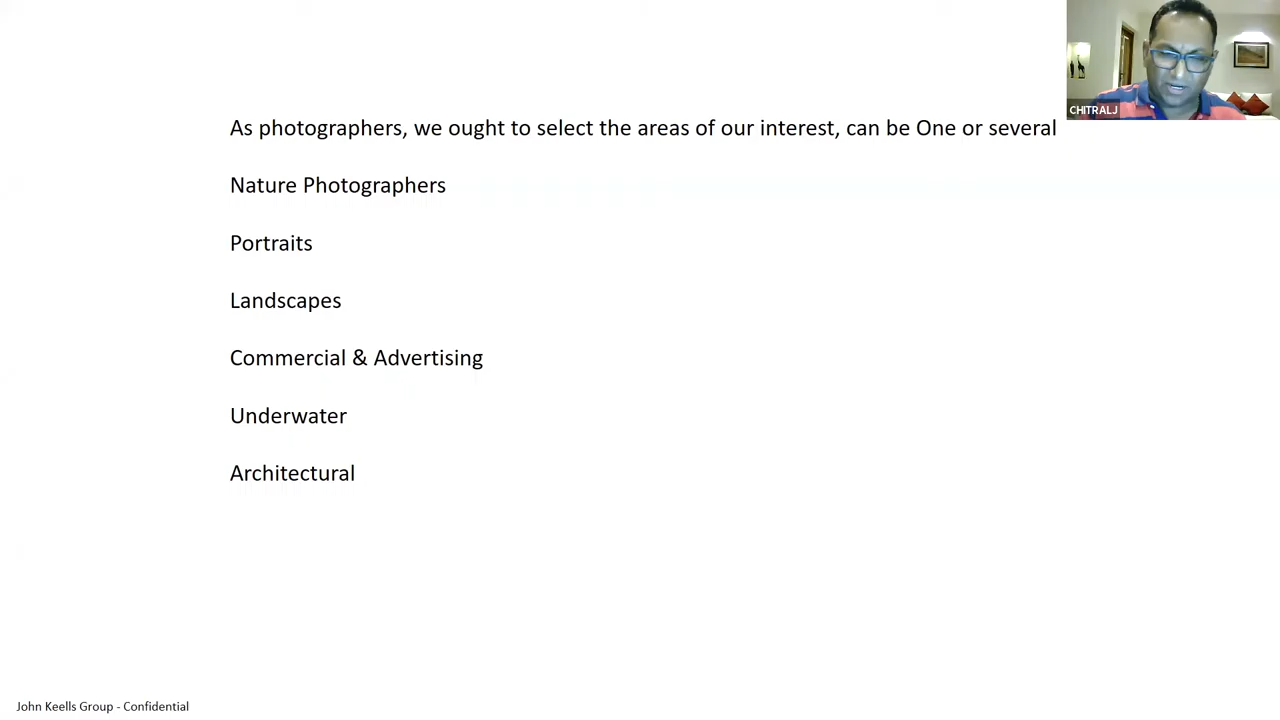 As photographers, we ought to select the areas of our interest, can be One or several
CHITRALJ
Nature Photographers
Portraits
Landscapes
Commercial & Advertising
Underwater
Architectural
John Keells Group - Confidential